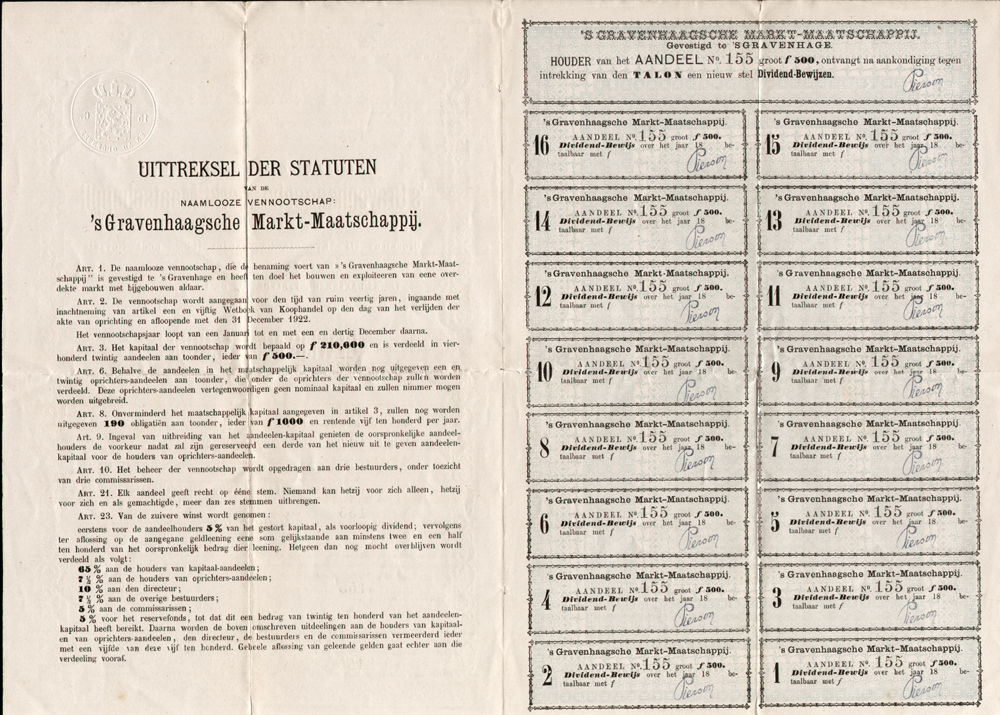 UITTREKSEL DER STATUTEN
VAN DE
NAAMLOOZE VENNOOTSCHAP:
's Gravenhaagsche Markt-Maatschappij.
ART. 1. De naamlooze vennootschap, die de benaming voert van »'s Gravenhaagsche Markt-Maat-
schappij" is gevestigd te 's Gravenhage en heeft ten doel het bouwen en exploiteeren van eene over-
dekte markt met bijgebouwen aldaar.
ART. 2. De vennootschap wordt aangegaan voor den tijd van ruim veertig jaren, ingaande met
inachtneming van artikel een en vijftig Wetboek van Koophandel op den dag van het verlijden der
akte van oprichting en afloopende met den 31 December 1922.
Het vennootschapsjaar loopt van een Januari tot en met een en dertig December daarna.
ART. 3. Het kapitaal der vennootschap wordt bepaald op f 210,000 en is verdeeld in vier-
honderd twintig aandeelen aan toonder, ieder van f 500.—.
ART. 6. Behalve de aandeelen in het maatschappelijk kapitaal worden nog uitgegeven een en
twintig oprichters-aandeelen aan toonder, die onder de oprichters der vennootschap zullen worden
verdeeld. Deze oprichters-aandeelen vertegenwoordigen geen nominaal kapitaal en zullen nimmer mogen
worden uitgebreid.
ART. 8. Onverminderd het maatschappelijk kapitaal aangegeven in artikel 3, zullen nog worden
uitgegeven 190 obligatiën aan toonder, ieder van f 1000 en rentende vijf ten honderd per jaar.
ART. 9. Ingeval van uitbreiding van het aandeelen-kapitaal genieten de oorspronkelijke aandeel-
houders de voorkeur nadat zal zijn gereserveerd een derde van het nieuw uit te geven aandeelen-
kapitaal voor de houders van oprichters-aandeelen.
ART. 10. Het beheer der vennootschap wordt opgedragen aan drie bestuurders, onder toezicht
van drie commissarissen.
ART. 21. Elk aandeel geeft recht op ééne stem. Niemand kan hetzij voor zich alleen, hetzij
voor zich en als gemachtigde, meer dan zes stemmen uitbrengen.
ART. 23. Van de zuivere winst wordt genomen:
eerstens voor de aandeelhouders 5 % van het gestort kapitaal, als voorloopig dividend; vervolgens
ter aflossing op de aangegane geldleening eene som gelijkstaande aan minstens twee en een half
ten honderd van het oorspronkelijk bedrag dier leening. Hetgeen dan nog mocht overblijven wordt
verdeeld als volgt:
65 % aan de houders van kapitaal-aandeelen;
7 ½ % aan de houders van oprichters-aandeelen;
10 % aan den directeur;
7 ½ % aan de overige bestuurders;
5 % aan de commissarissen;
5 % voor het reservefonds, tot dat dit een bedrag van twintig ten honderd van het aandeelen-
kapitaal heeft bereikt. Daarna worden de boven omschreven uitdeelingen aan de houders van kapitaal-
en van oprichters-aandeelen, den directeur, de bestuurders en de commissarissen vermeerderd ieder
met een vijfde van deze vijf ten honderd. Geheele aflossing van geleende gelden gaat echter aan die
verdeeling vooraf.
'S GRAVENHAAGSCHE MARKT-MAATSCHAPPIJ.
Gevestigd te 'S GRAVENHAGE.
HOUDER van het AANDEEL No. 155 groot f 500, ontvangt na aankondiging tegen
intrekking van den TALON een nieuw stel Dividend-Bewijzen.
Pierson
's Gravenhaagsche Markt-Maatschappij.
16 AANDEEL No. 155 groot f 500.
Dividend-Bewijs over het jaar 18 be-
taalbaar met f
Pierson
's Gravenhaagsche Markt-Maatschappij.
15 AANDEEL No. 155 groot f 500.
Dividend-Bewijs over het jaar 18 be-
taalbaar met f
Pierson
's Gravenhaagsche Markt-Maatschappij.
14 AANDEEL No. 155 groot f 500.
Dividend-Bewijs over het jaar 18 be-
taalbaar met f
Pierson
's Gravenhaagsche Markt-Maatschappij.
13 AANDEEL No. 155 groot f 500.
Dividend-Bewijs over het jaar 18 be-
taalbaar met f
Pierson
's Gravenhaagsche Markt-Maatschappij.
12 AANDEEL No. 155 groot f 500.
Dividend-Bewijs over het jaar 18 be-
taalbaar met f
Pierson
's Gravenhaagsche Markt-Maatschappij.
11 AANDEEL No. 155 groot f 500.
Dividend-Bewijs over het jaar 18 be-
taalbaar met f
Pierson
's Gravenhaagsche Markt-Maatschappij.
10 AANDEEL No. 155 groot f 500.
Dividend-Bewijs over het jaar 18 be-
taalbaar met f
Pierson
's Gravenhaagsche Markt-Maatschappij.
9 AANDEEL No. 155 groot f 500.
Dividend-Bewijs over het jaar 18 be-
taalbaar met f
Pierson
's Gravenhaagsche Markt-Maatschappij.
8 AANDEEL No. 155 groot f 500.
Dividend-Bewijs over het jaar 18 be-
taalbaar met f
Pierson
's Gravenhaagsche Markt-Maatschappij.
7 AANDEEL No. 155 groot f 500.
Dividend-Bewijs over het jaar 18 be-
taalbaar met f
Pierson
's Gravenhaagsche Markt-Maatschappij.
6 AANDEEL No. 155 groot f 500.
Dividend-Bewijs over het jaar 18 be-
taalbaar met f
Pierson
's Gravenhaagsche Markt-Maatschappij.
5 AANDEEL No. 155 groot f 500.
Dividend-Bewijs over het jaar 18 be-
taalbaar met f
Pierson
's Gravenhaagsche Markt-Maatschappij.
4 AANDEEL No. 155 groot f 500.
Dividend-Bewijs over het jaar 18 be-
taalbaar met f
Pierson
's Gravenhaagsche Markt-Maatschappij.
3 AANDEEL No. 155 groot f 500.
Dividend-Bewijs over het jaar 18 be-
taalbaar met f
Pierson
's Gravenhaagsche Markt-Maatschappij.
2 AANDEEL No. 155 groot f 500.
Dividend-Bewijs over het jaar 18 be-
taalbaar met f
Pierson
's Gravenhaagsche Markt-Maatschappij.
1 AANDEEL No. 155 groot f 500.
Dividend-Bewijs over het jaar 18 be-
taalbaar met f
Pierson